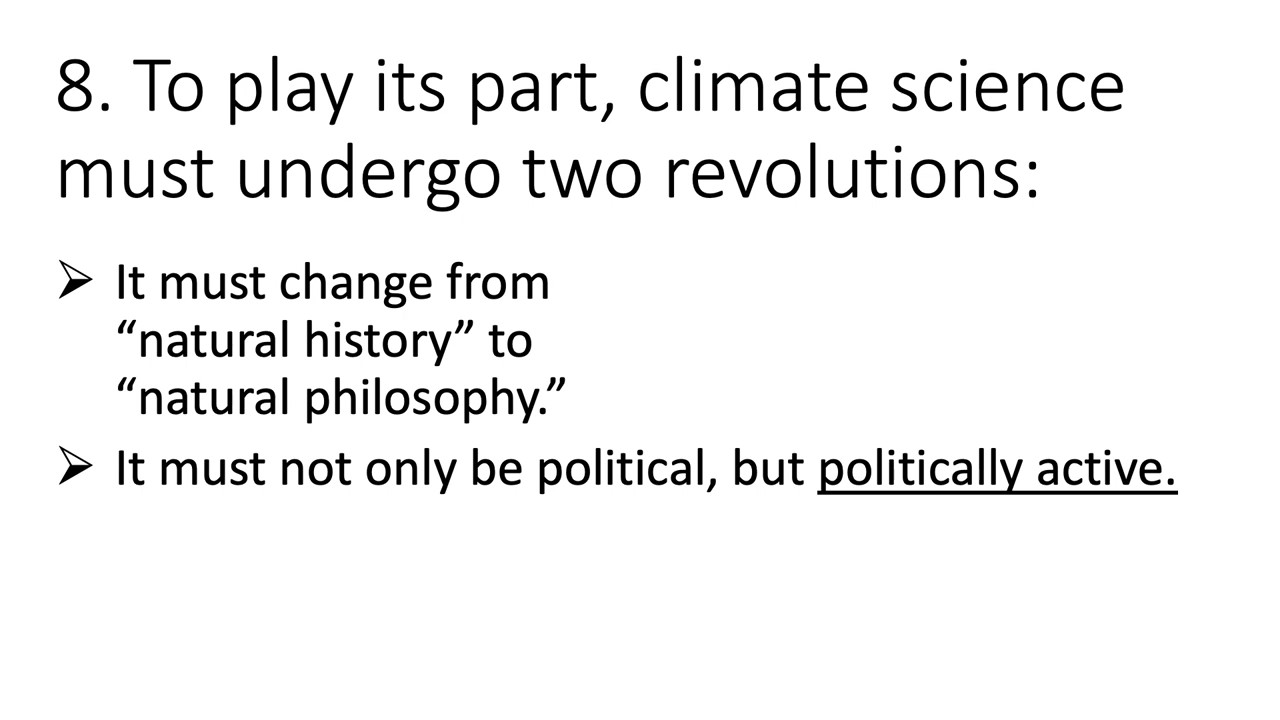 8. To play its part, climate science
must undergo two revolutions:
➢ It must change from
“natural history” to
“natural philosophy.”
➢ It must not only be political, but politically active.